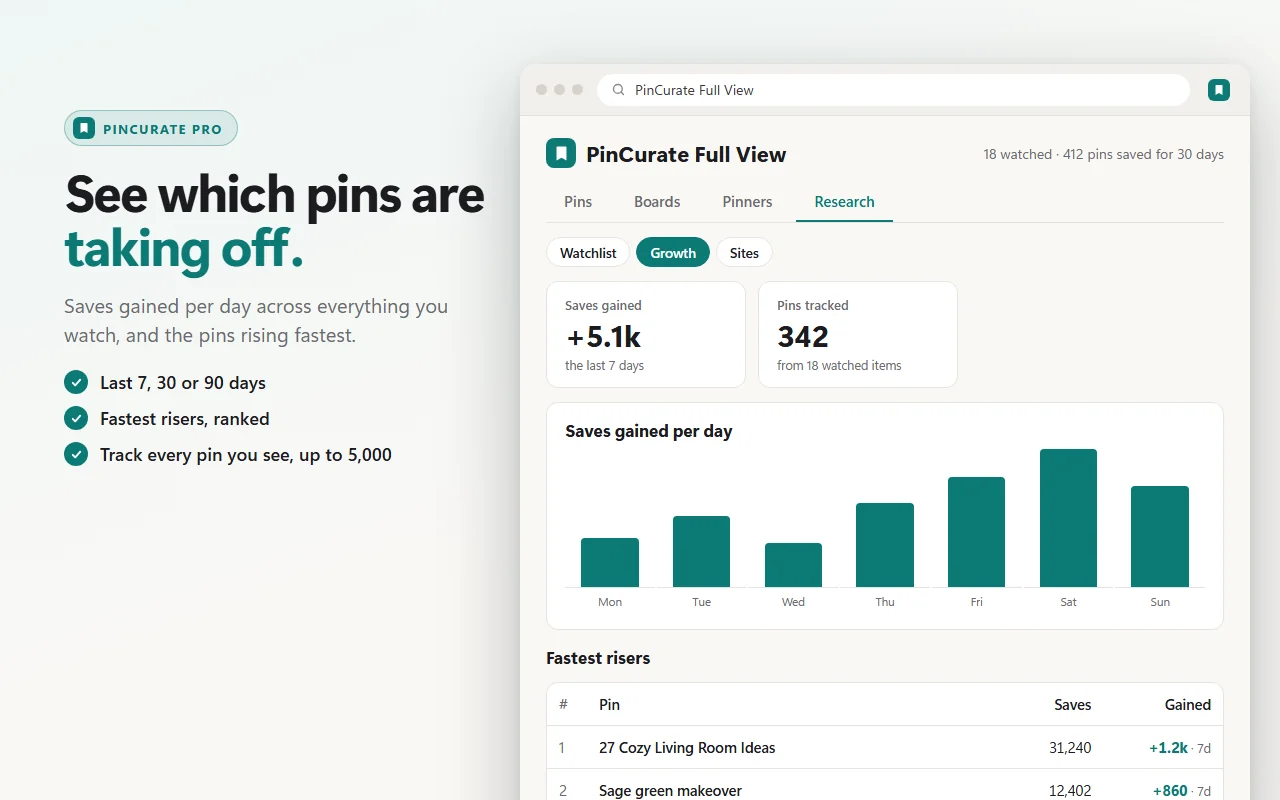 PINCURATE PRO
See which pins are
taking off.
Saves gained per day across everything you
watch, and the pins rising fastest.
Last 7, 30 or 90 days
Fastest risers, ranked
Track every pin you see, up to 5,000
PinCurate Full View
PinCurate Full View
18 watched · 412 pins saved for 30 days
Pins Boards Pinners Research
Watchlist Growth Sites
Saves gained
+5.1k
the last 7 days
Pins tracked
342
from 18 watched items
Saves gained per day
Mon Tue Wed Thu Fri Sat Sun
Fastest risers
# Pin Saves Gained
1 27 Cozy Living Room Ideas 31,240 +1.2k · 7d
2 Sage green makeover 12,402 +860 · 7d